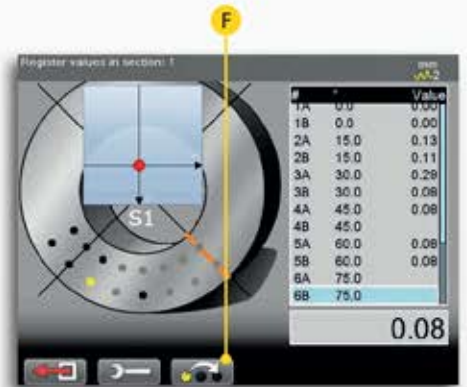 F
Register values in section: 1
mm
-2
# ° Value
1A 0.0 0.00
1B 0.0 0.00
2A 15.0 0.13
2B 15.0 0.11
3A 30.0 0.28
3B 30.0 0.08
4A 45.0 0.08
4B 45.0
5A 60.0 0.08
5B 60.0 0.08
6A 75.0
6B 75.0
S1
0.08